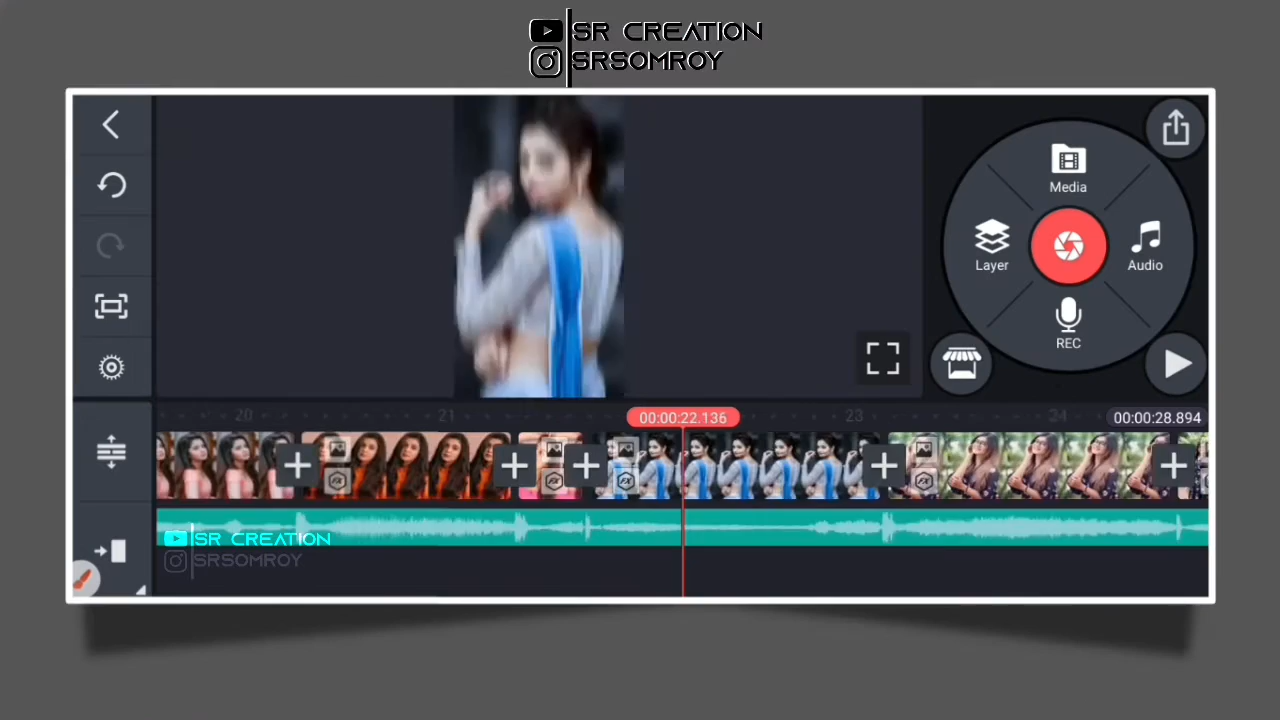 SR CREATION
SRSOMROY
Media
Layer
Audio
REC
20
21
00:00:22.136
23
24
00:00:28.894
SR CREATION
SRSOMROY